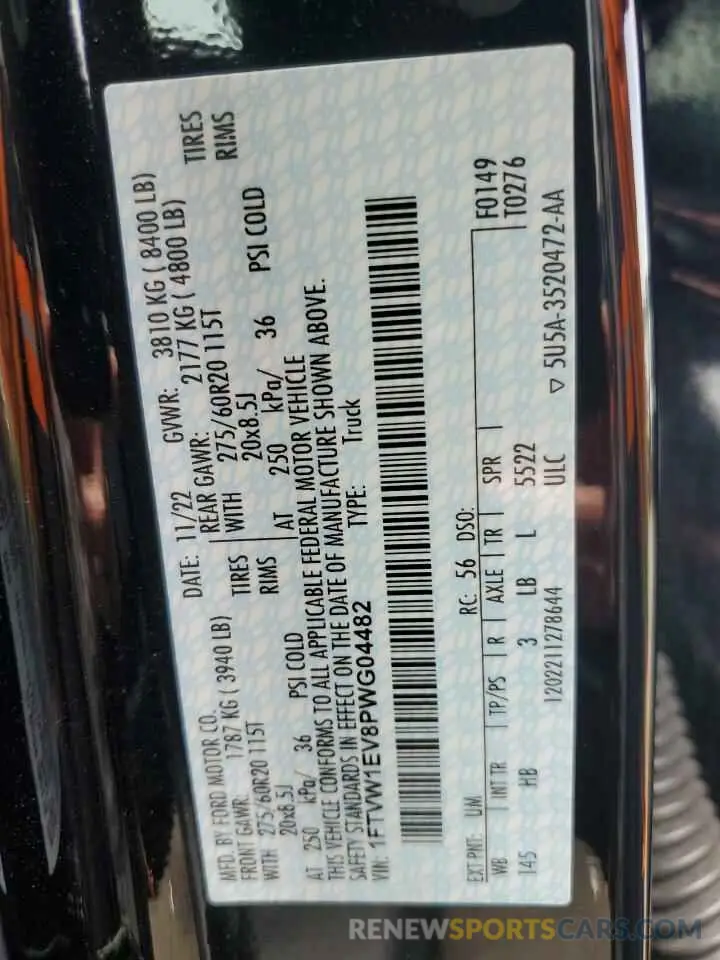 MFD. BY FORD MOTOR CO.
DATE: 11/22 GVWR: 3810 KG ( 8400 LB)
FRONT GAWR: 1787 KG ( 3940 LB)
REAR GAWR: 2177 KG ( 4800 LB)
WITH 275/60R20 115T TIRES
WITH 275/60R20 115T TIRES
20x8.5J RIMS
20x8.5J RIMS
AT 250 kPa/ 36 PSI COLD
AT 250 kPa/ 36 PSI COLD
THIS VEHICLE CONFORMS TO ALL APPLICABLE FEDERAL MOTOR VEHICLE
SAFETY STANDARDS IN EFFECT ON THE DATE OF MANUFACTURE SHOWN ABOVE.
VIN: 1FTVW1EV8PWG04482 TYPE: Truck
EXT PNT: UM RC: 56 DSO: F0149
WB INT TR TP/PS R AXLE TR SPR T0276
145 HB 3 LB L 5522
1202211278644 ULC ▽ 5U5A-3520472-AA
RENEWSPORTSCARS.COM